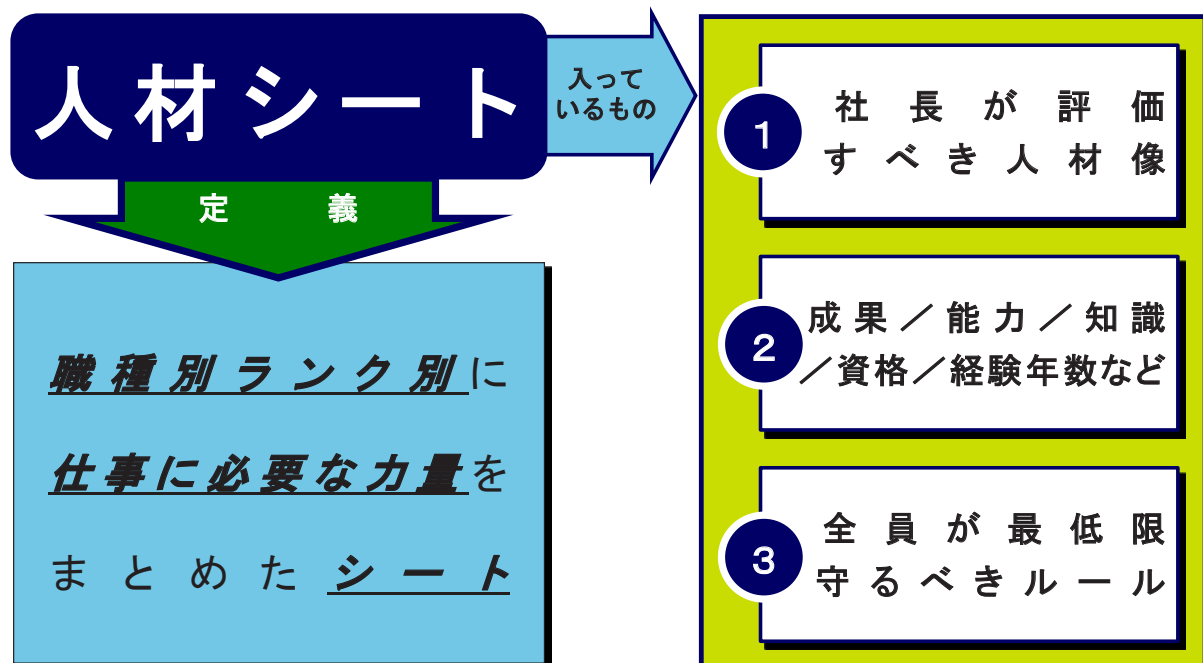 人材シート
定義
職種別ランク別に
仕事に必要な力量を
まとめたシート
入って
いるもの
1
社長が評価
すべき人材像
2
成果／能力／知識
／資格／経験年数など
3
全員が最低限
守るべきルール